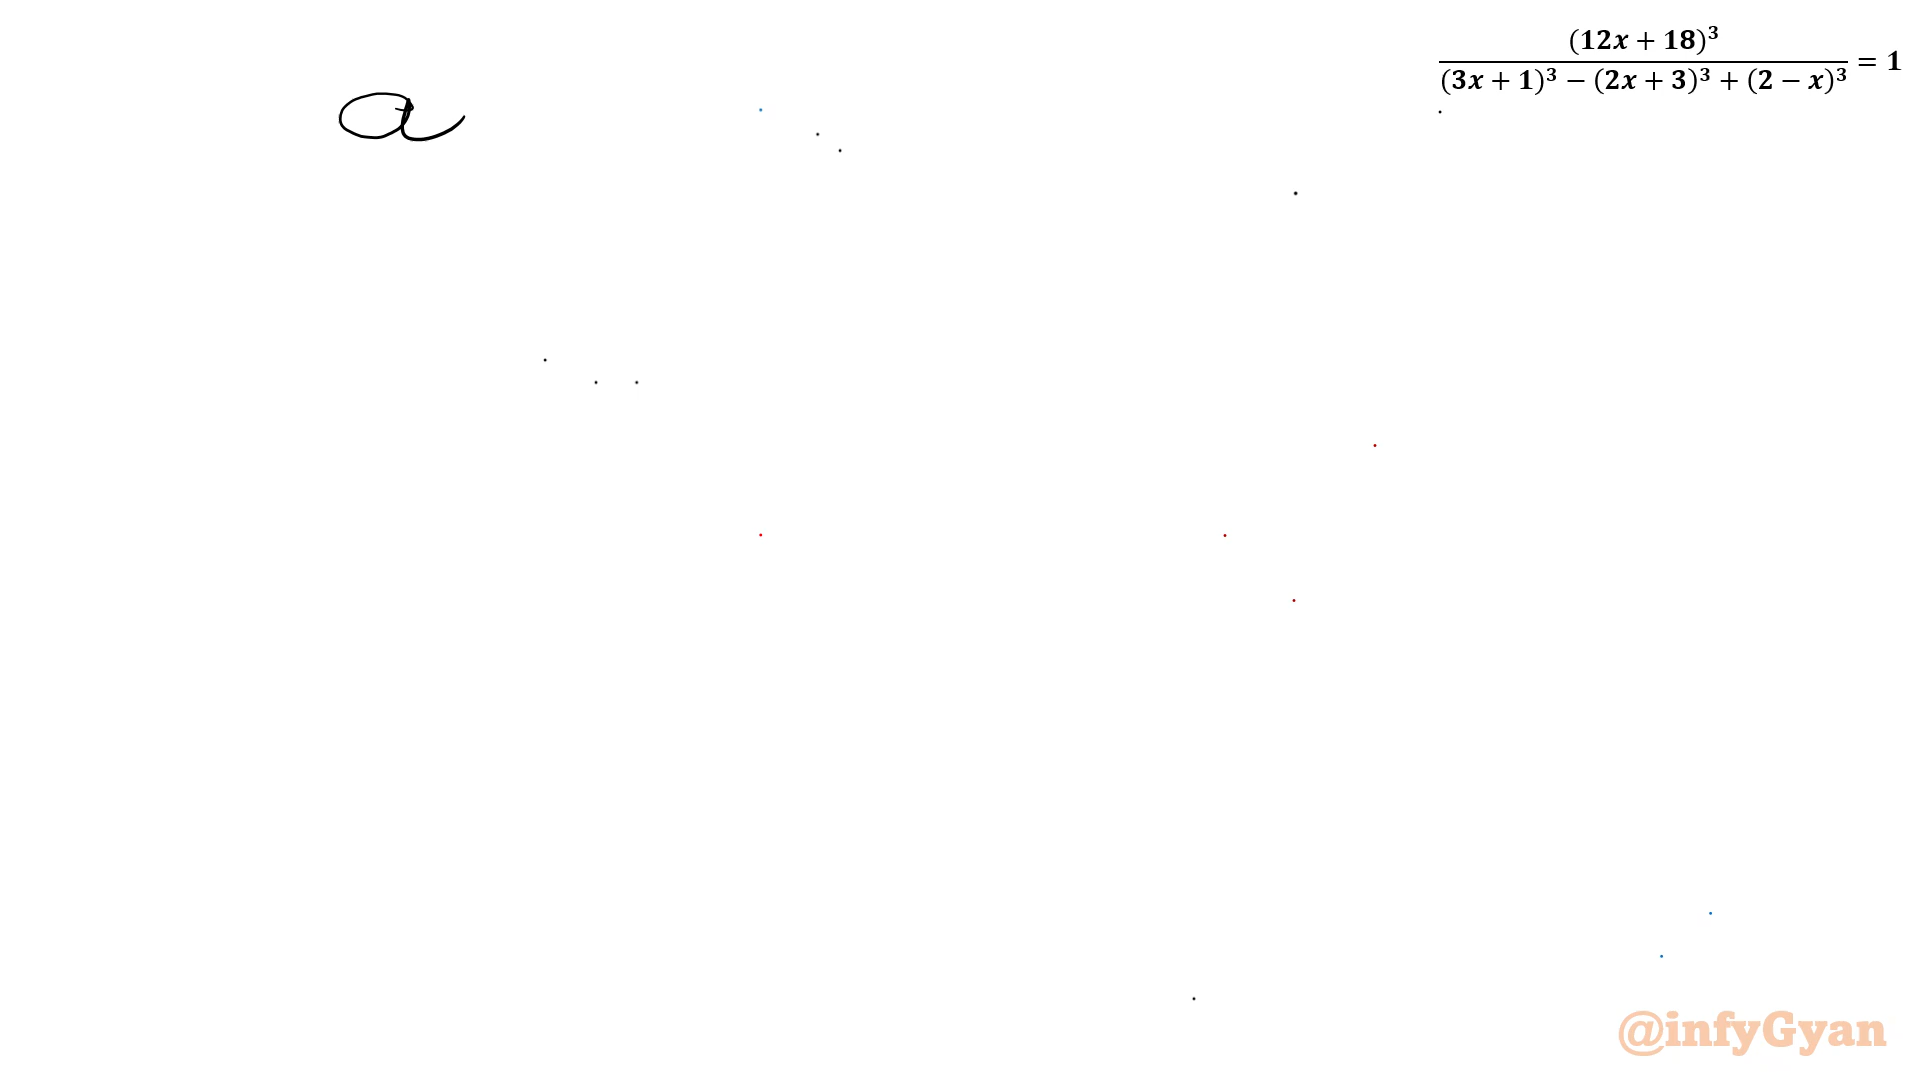 (12x + 18)³
(3x + 1)³ − (2x + 3)³ + (2 − x)³ = 1
a
@infyGyan